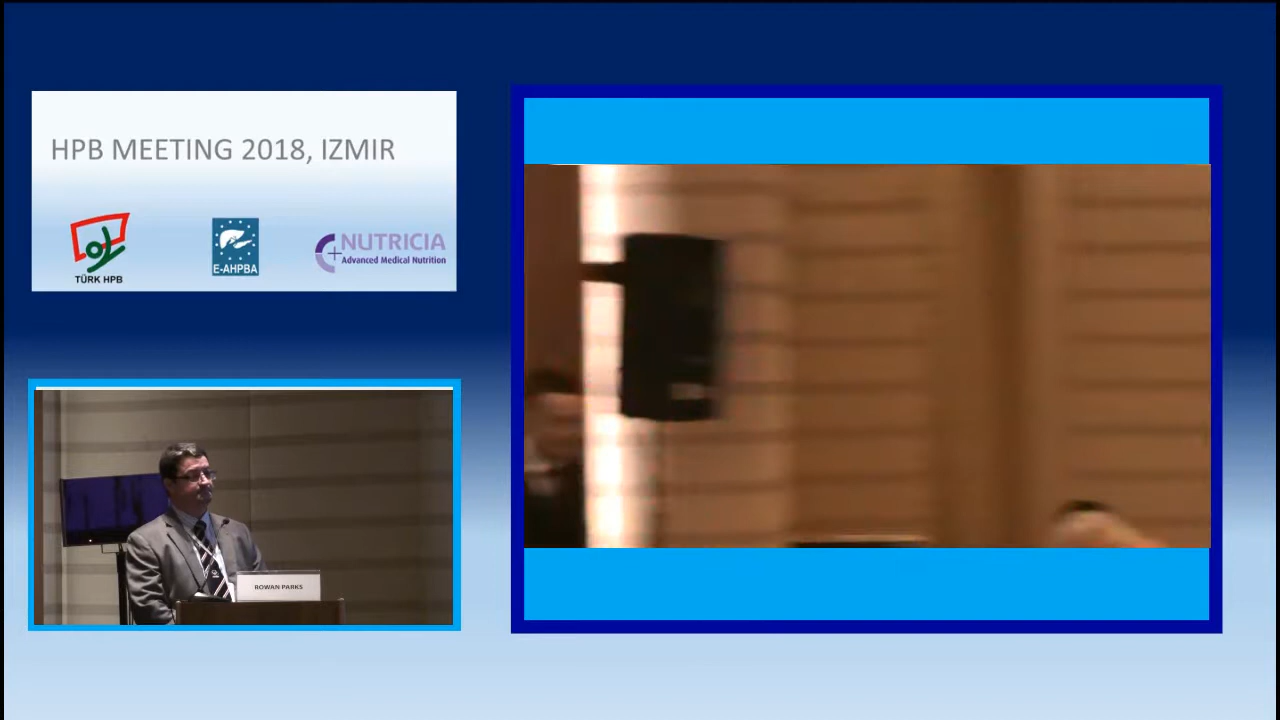 HPB MEETING 2018, IZMIR
TÜRK HPB
E-AHPBA
NUTRICIA
Advanced Medical Nutrition
ROWAN PARKS